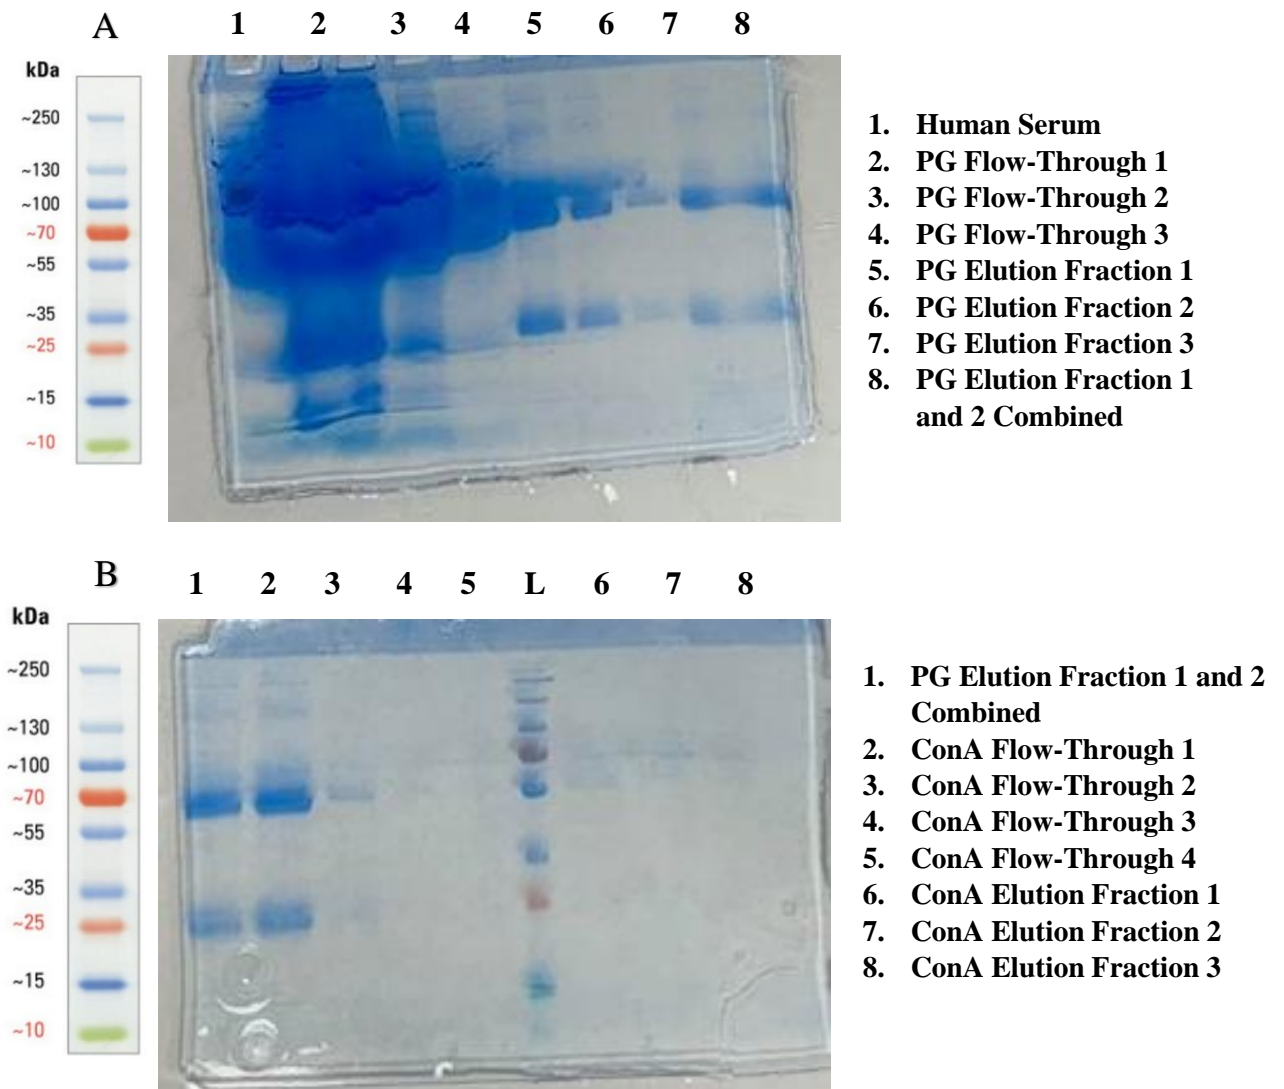 A
1 2 3 4 5 6 7 8
kDa
~250
~130
~100
~70
~55
~35
~25
~15
~10
1. Human Serum
2. PG Flow-Through 1
3. PG Flow-Through 2
4. PG Flow-Through 3
5. PG Elution Fraction 1
6. PG Elution Fraction 2
7. PG Elution Fraction 3
8. PG Elution Fraction 1
and 2 Combined
B
1 2 3 4 5 L 6 7 8
kDa
~250
~130
~100
~70
~55
~35
~25
~15
~10
1. PG Elution Fraction 1 and 2
Combined
2. ConA Flow-Through 1
3. ConA Flow-Through 2
4. ConA Flow-Through 3
5. ConA Flow-Through 4
6. ConA Elution Fraction 1
7. ConA Elution Fraction 2
8. ConA Elution Fraction 3